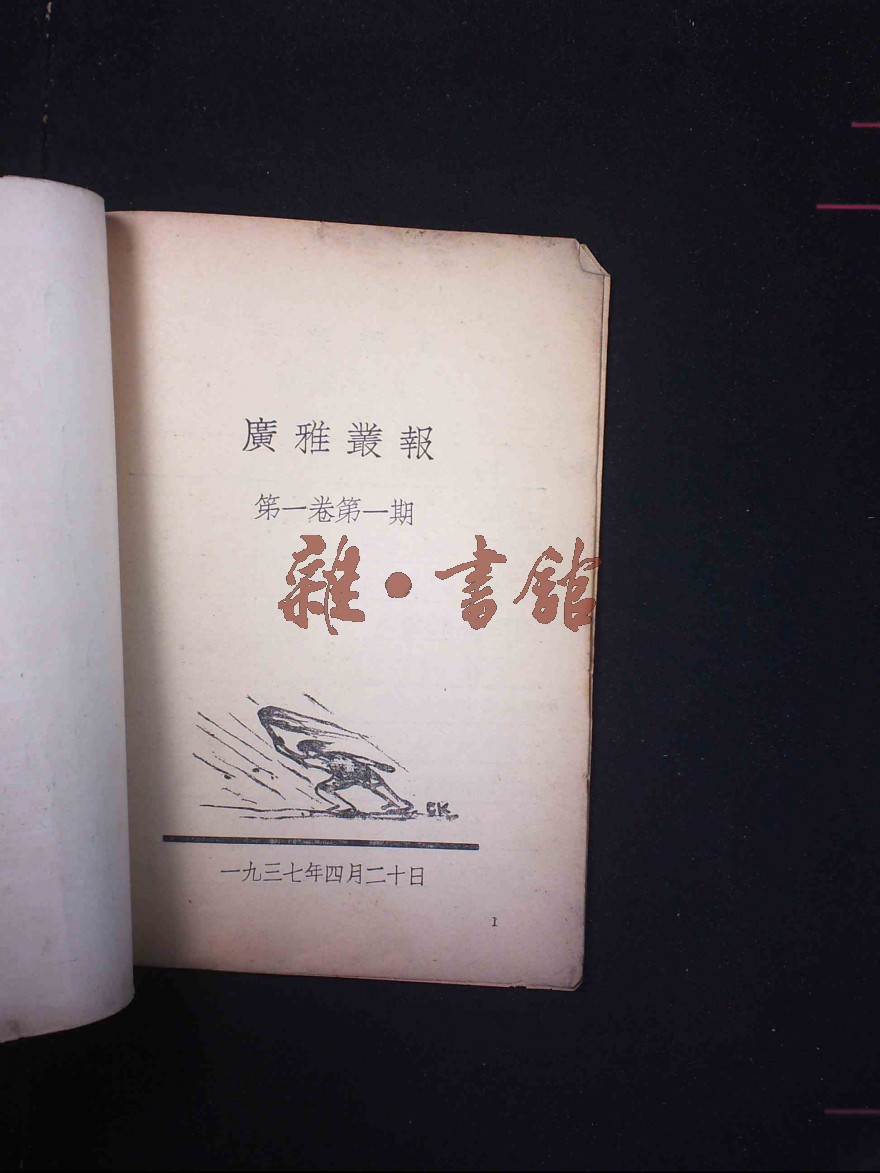 廣雅叢報
第一卷第一期
雜·書館
CK
一九三七年四月二十日
I